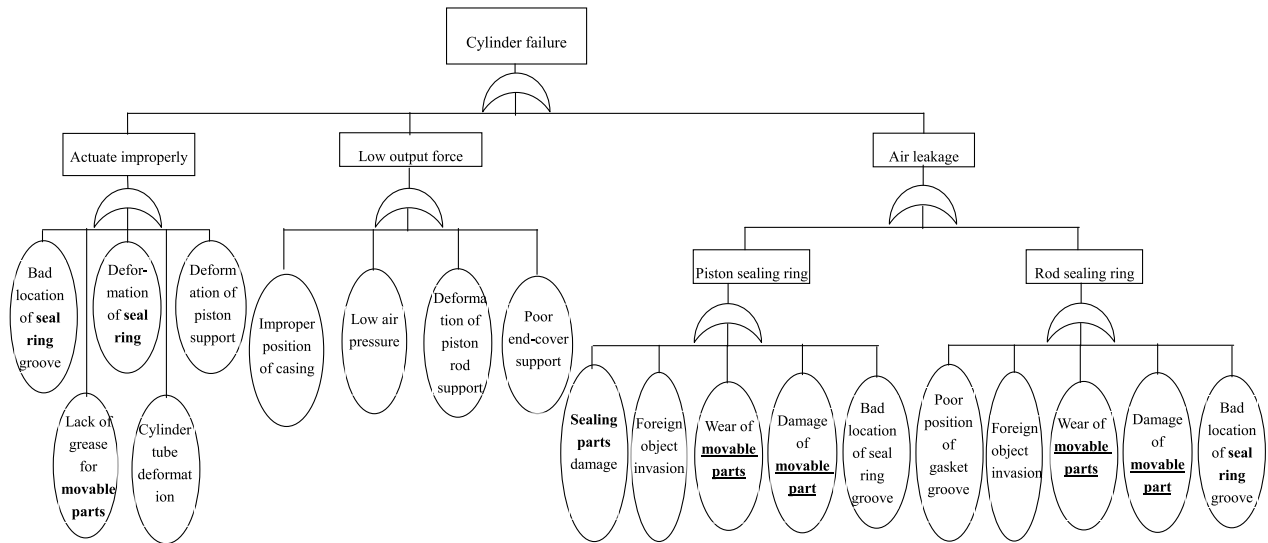 Cylinder failure
Actuate improperly
Low output force
Air leakage
Piston sealing ring
Rod sealing ring
Bad
location
of seal
ring
groove
Defor-
mation
of seal
ring
Deform
ation of
piston
support
Lack of
grease
for
movable
parts
Cylinder
tube
deformat
ion
Improper
position
of casing
Low air
pressure
Deforma
tion of
piston
rod
support
Poor
end-cover
support
Sealing
parts
damage
Foreign
object
invasion
Wear of
movable
parts
Damage
of
movable
part
Bad
location
of seal
ring
groove
Poor
position
of
gasket
groove
Foreign
object
invasion
Wear of
movable
parts
Damage
of
movable
part
Bad
location
of seal
ring
groove